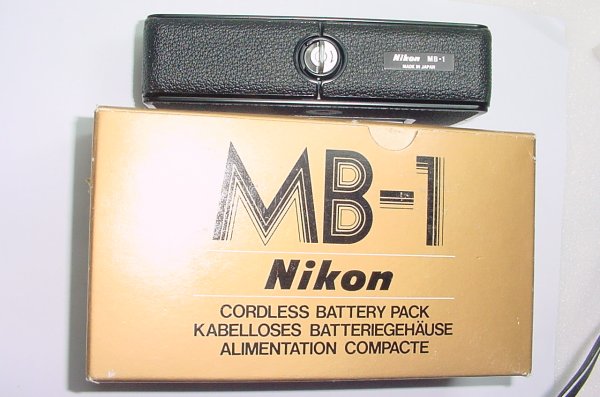 Nikon MB-1
MADE IN JAPAN
MB-1
Nikon
CORDLESS BATTERY PACK
KABELLOSES BATTERIEGEHÄUSE
ALIMENTATION COMPACTE